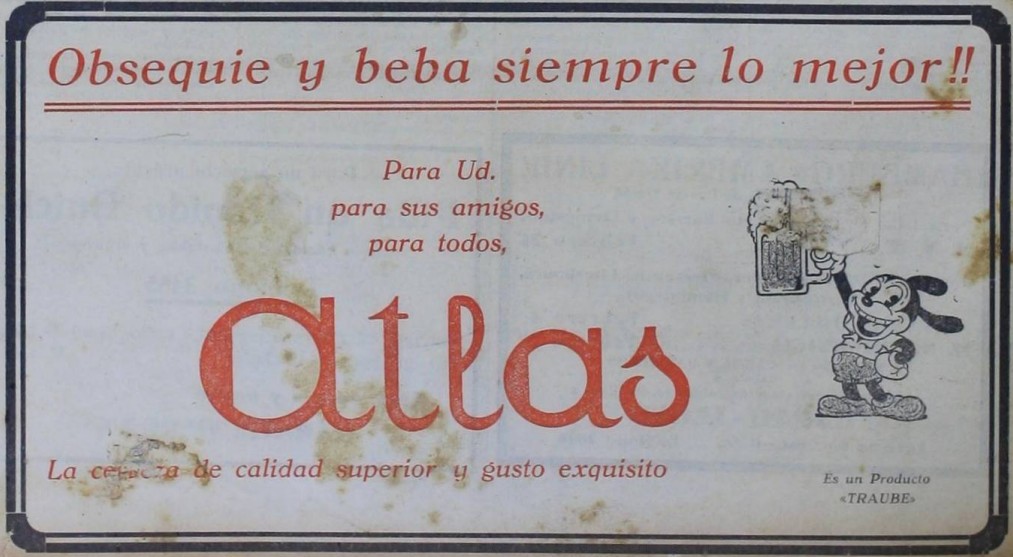 Obsequie y beba siempre lo mejor!!
Para Ud.
para sus amigos,
para todos,
atlas
La de calidad superior y gusto exquisito
Es un Producto
«TRAUBE»